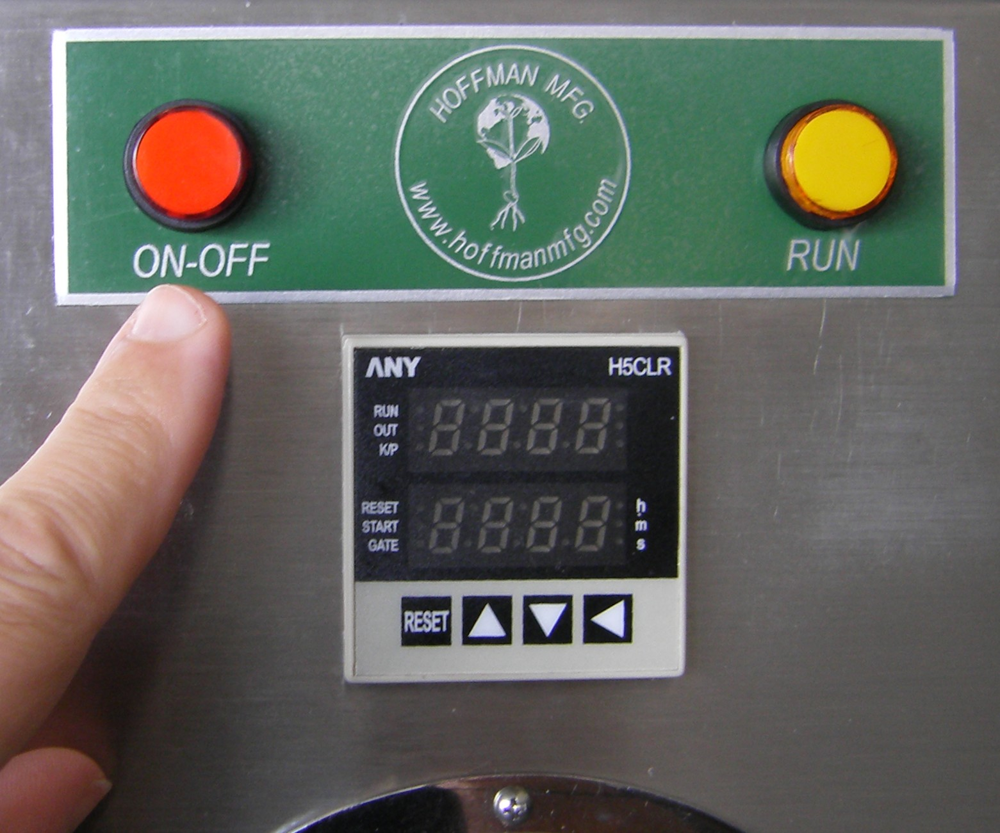 HOFFMAN MFG.
www.hoffmanmfg.com
ON-OFF
RUN
ANY
H5CLR
RUN
OUT
K/P
RESET
START
GATE
h
m
s
RESET